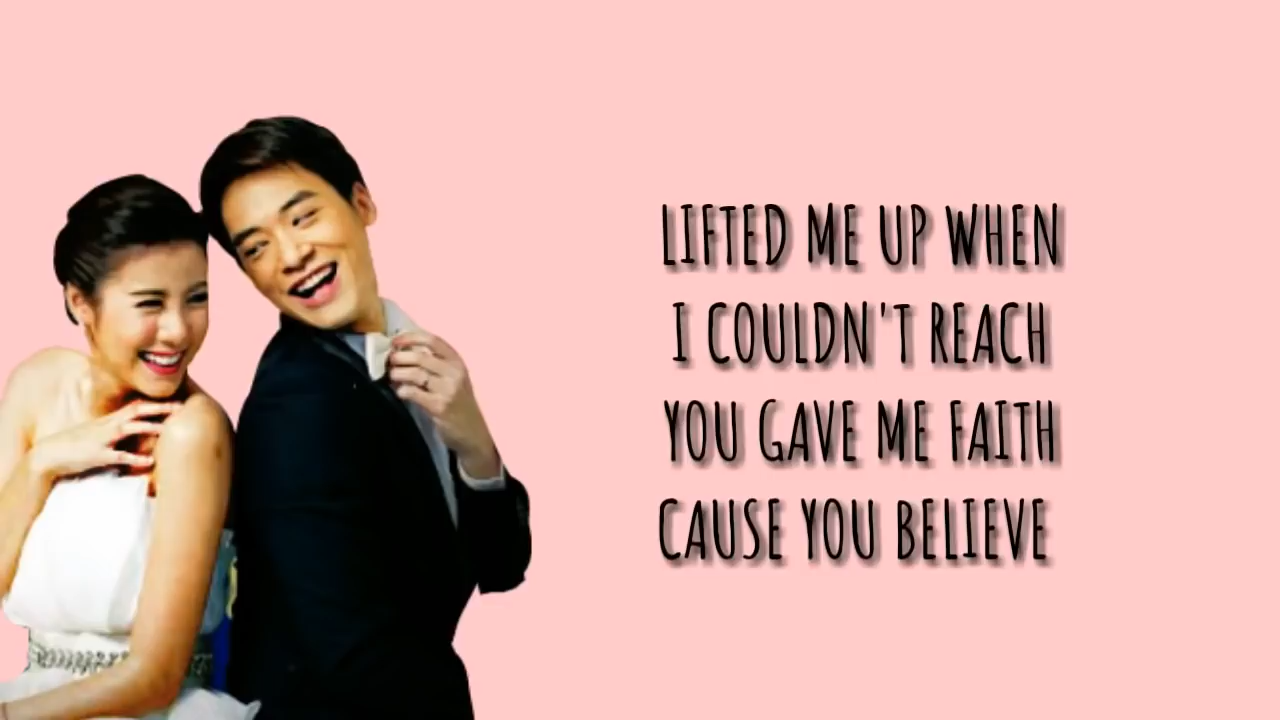 LIFTED ME UP WHEN
I COULDN'T REACH
YOU GAVE ME FAITH
CAUSE YOU BELIEVE